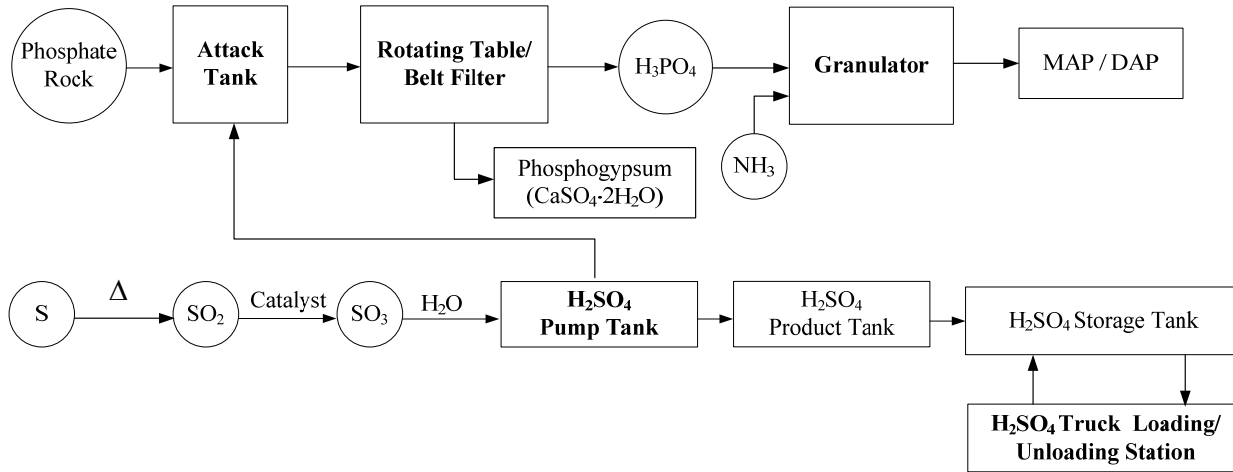 Phosphate
Rock
Attack
Tank
Rotating Table/
Belt Filter
H₃PO₄
Granulator
MAP / DAP
NH₃
Phosphogypsum
(CaSO₄·2H₂O)
S
Δ
SO₂
Catalyst
SO₃
H₂O
H₂SO₄
Pump Tank
H₂SO₄
Product Tank
H₂SO₄ Storage Tank
H₂SO₄ Truck Loading/
Unloading Station